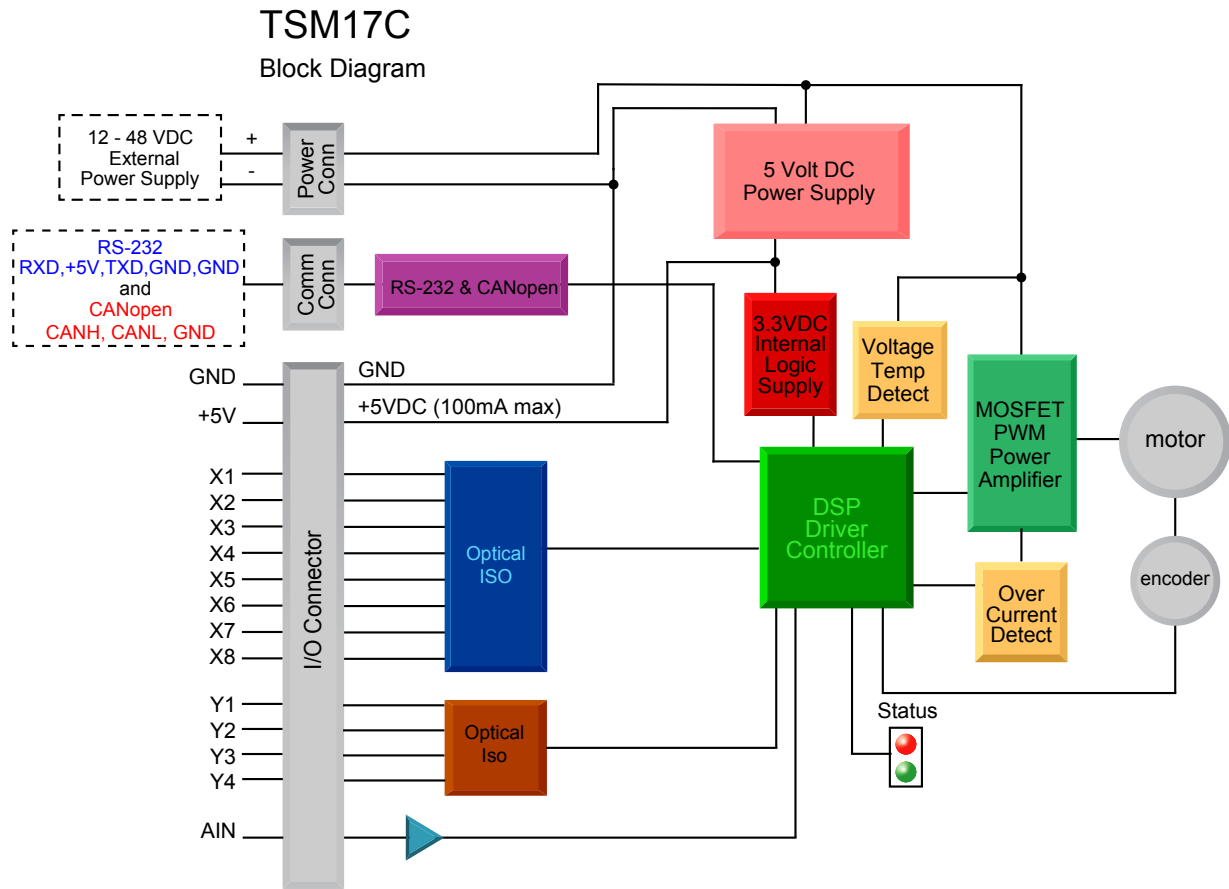 TSM17C
Block Diagram
12 - 48 VDC
External
Power Supply
+
-
Power
Conn
5 Volt DC
Power Supply
RS-232
RXD,+5V,TXD,GND,GND
and
CANopen
CANH, CANL, GND
Comm
Conn
RS-232 & CANopen
3.3VDC
Internal
Logic
Supply
Voltage
Temp
Detect
MOSFET
PWM
Power
Amplifier
motor
encoder
GND
GND
+5V
+5VDC (100mA max)
I/O Connector
X1
X2
X3
X4
X5
X6
X7
X8
Optical
ISO
DSP
Driver
Controller
Over
Current
Detect
Y1
Y2
Y3
Y4
Optical
Iso
Status
AIN